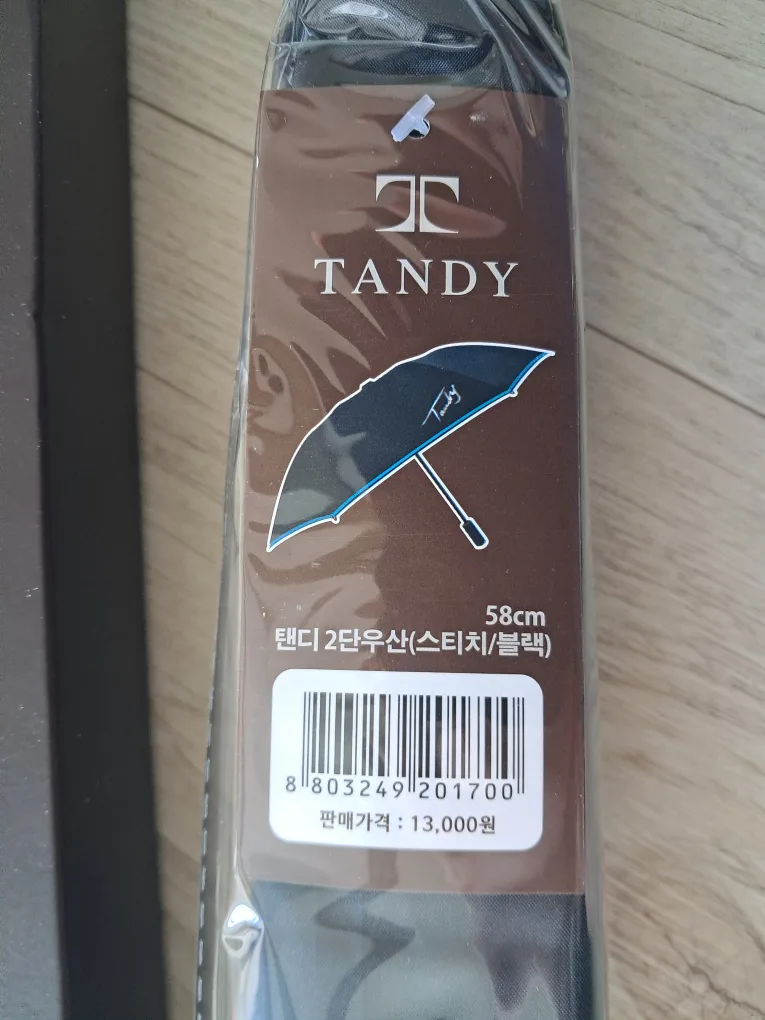 TANDY
Tandy
58cm
탠디 2단우산(스티치/블랙)
8 803249 201700
판매가격 : 13,000원